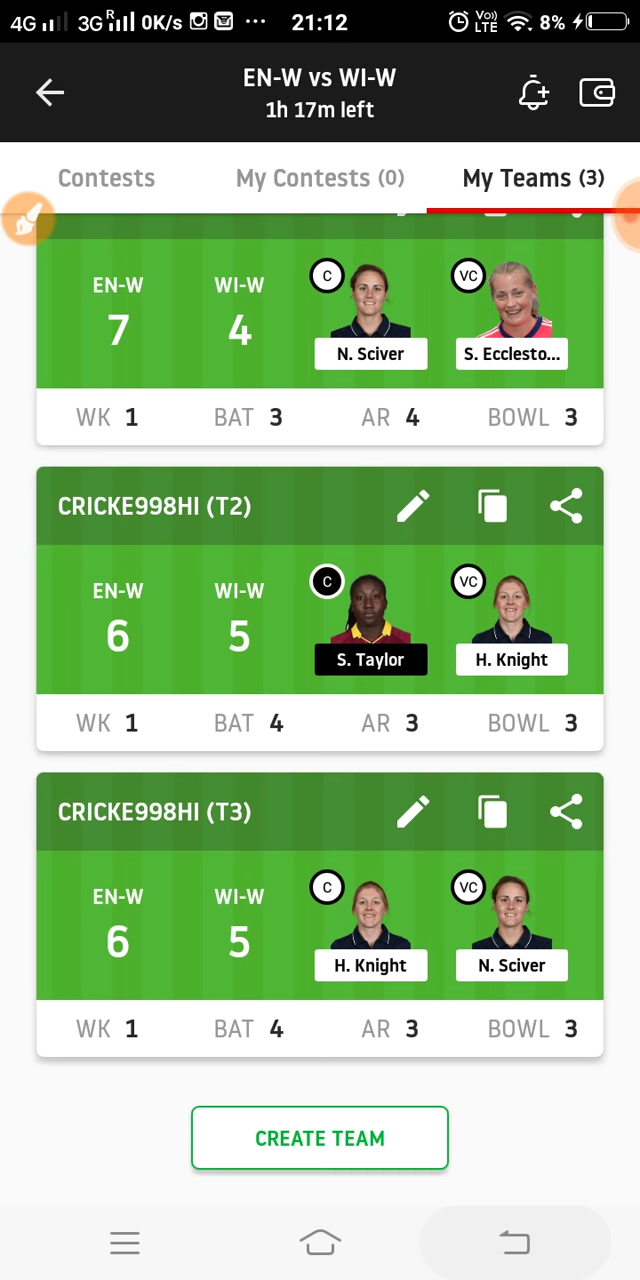 4G 3G R 0K/s ... 21:12 Vo) LTE 8%
EN-W vs WI-W
1h 17m left
Contests My Contests (0) My Teams (3)
EN-W WI-W C VC
7 4
N. Sciver S. Ecclesto...
WK 1 BAT 3 AR 4 BOWL 3
CRICKE998HI (T2)
EN-W WI-W C VC
6 5
S. Taylor H. Knight
WK 1 BAT 4 AR 3 BOWL 3
CRICKE998HI (T3)
EN-W WI-W C VC
6 5
H. Knight N. Sciver
WK 1 BAT 4 AR 3 BOWL 3
CREATE TEAM